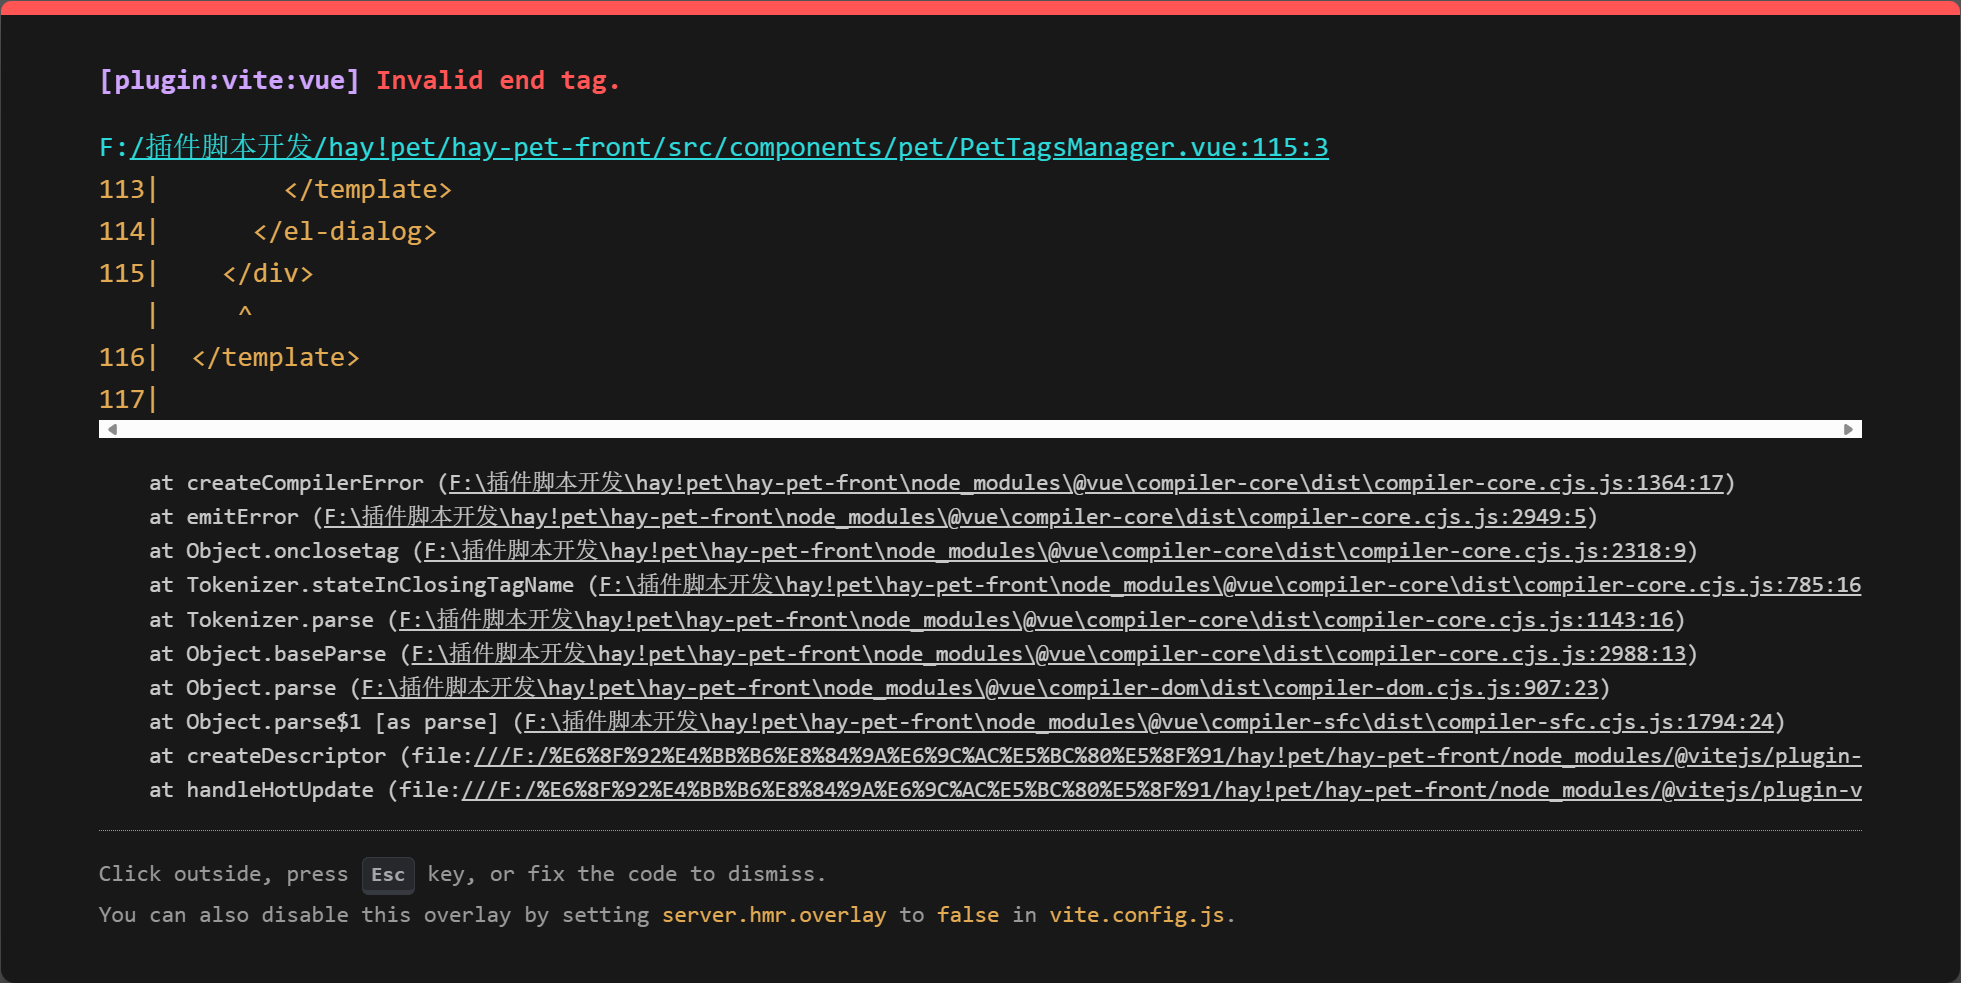 [plugin:vite:vue] Invalid end tag.
F:/插件脚本开发/hay!pet/hay-pet-front/src/components/pet/PetTagsManager.vue:115:3
113|        </template>
114|      </el-dialog>
115|    </div>
   |     ^
116|  </template>
117|
    at createCompilerError (F:\插件脚本开发\hay!pet\hay-pet-front\node_modules\@vue\compiler-core\dist\compiler-core.cjs.js:1364:17)
    at emitError (F:\插件脚本开发\hay!pet\hay-pet-front\node_modules\@vue\compiler-core\dist\compiler-core.cjs.js:2949:5)
    at Object.onclosetag (F:\插件脚本开发\hay!pet\hay-pet-front\node_modules\@vue\compiler-core\dist\compiler-core.cjs.js:2318:9)
    at Tokenizer.stateInClosingTagName (F:\插件脚本开发\hay!pet\hay-pet-front\node_modules\@vue\compiler-core\dist\compiler-core.cjs.js:785:16
    at Tokenizer.parse (F:\插件脚本开发\hay!pet\hay-pet-front\node_modules\@vue\compiler-core\dist\compiler-core.cjs.js:1143:16)
    at Object.baseParse (F:\插件脚本开发\hay!pet\hay-pet-front\node_modules\@vue\compiler-core\dist\compiler-core.cjs.js:2988:13)
    at Object.parse (F:\插件脚本开发\hay!pet\hay-pet-front\node_modules\@vue\compiler-dom\dist\compiler-dom.cjs.js:907:23)
    at Object.parse$1 [as parse] (F:\插件脚本开发\hay!pet\hay-pet-front\node_modules\@vue\compiler-sfc\dist\compiler-sfc.cjs.js:1794:24)
    at createDescriptor (file:///F:/%E6%8F%92%E4%BB%B6%E8%84%9A%E6%9C%AC%E5%BC%80%E5%8F%91/hay!pet/hay-pet-front/node_modules/@vitejs/plugin-
    at handleHotUpdate (file:///F:/%E6%8F%92%E4%BB%B6%E8%84%9A%E6%9C%AC%E5%BC%80%E5%8F%91/hay!pet/hay-pet-front/node_modules/@vitejs/plugin-v
Click outside, press Esc key, or fix the code to dismiss.
You can also disable this overlay by setting server.hmr.overlay to false in vite.config.js.